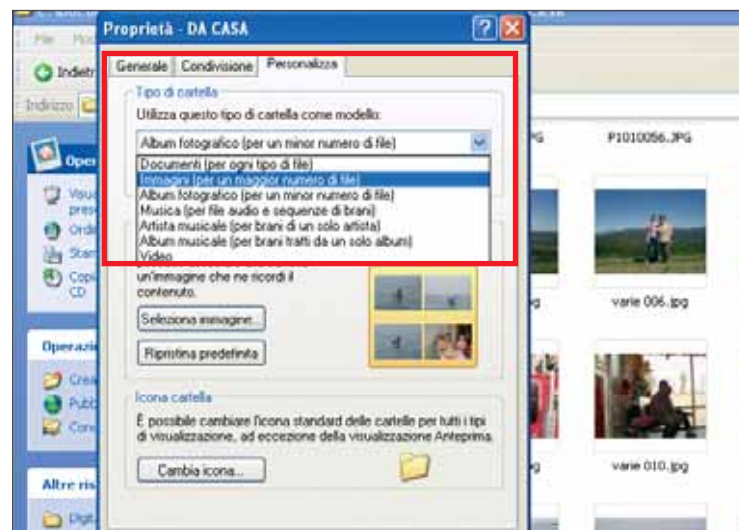 Proprietà - DA CASA
Indirizzo
Generale Condivisione Personalizza
Tipo di cartella
Utilizza questo tipo di cartella come modello:
Album fotografico (per un minor numero di file)
Documenti (per ogni tipo di file)
Immagini (per un maggior numero di file)
Album fotografico (per un minor numero di file)
Musica (per file audio e sequenze di brani)
Artista musicale (per brani di un solo artista)
Album musicale (per brani tratti da un solo album)
Video
un'immagine che ne ricordi il
contenuto.
Seleziona immagine...
Ripristina predefinita
Icona cartella
È possibile cambiare l'icona standard delle cartelle per tutti i tipi
di visualizzazione, ad eccezione della visualizzazione Anteprima.
Cambia icona...
CD
P1010056.JPG
varie 006.jpg
varie 010.jpg